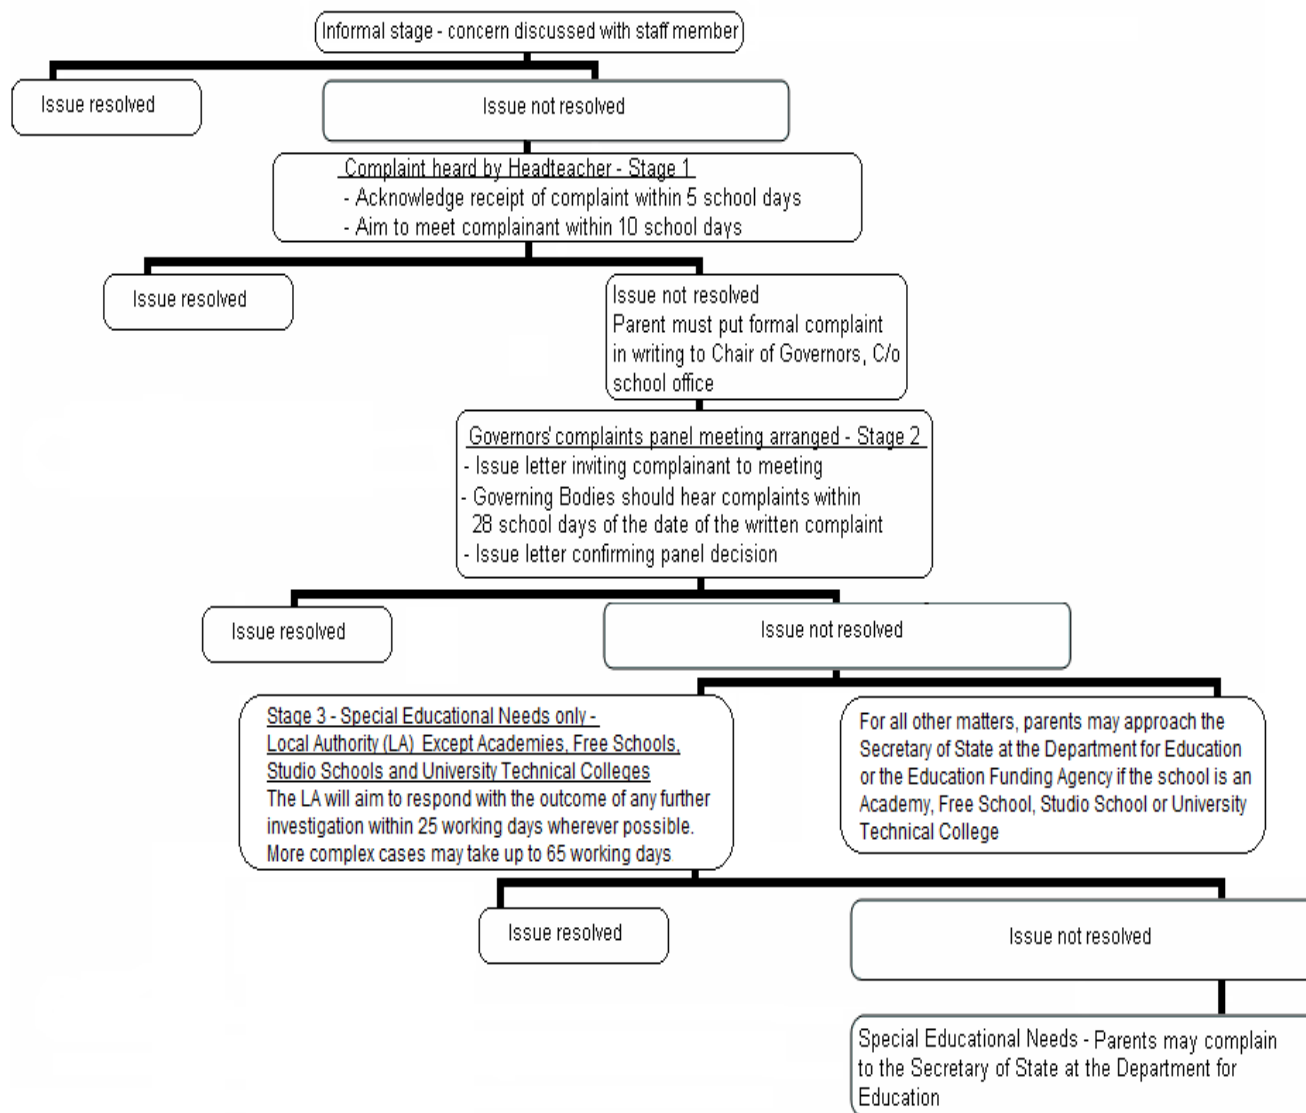 Informal stage - concern discussed with staff member
Issue resolved
Issue not resolved
Complaint heard by Headteacher - Stage 1
- Acknowledge receipt of complaint within 5 school days
- Aim to meet complainant within 10 school days
Issue resolved
Issue not resolved
Parent must put formal complaint
in writing to Chair of Governors, C/o
school office
Governors' complaints panel meeting arranged - Stage 2
- Issue letter inviting complainant to meeting
- Governing Bodies should hear complaints within
28 school days of the date of the written complaint
- Issue letter confirming panel decision
Issue resolved
Issue not resolved
Stage 3 - Special Educational Needs only -
Local Authority (LA) Except Academies, Free Schools,
Studio Schools and University Technical Colleges
The LA will aim to respond with the outcome of any further
investigation within 25 working days wherever possible.
More complex cases may take up to 65 working days
For all other matters, parents may approach the
Secretary of State at the Department for Education
or the Education Funding Agency if the school is an
Academy, Free School, Studio School or University
Technical College
Issue resolved
Issue not resolved
Special Educational Needs - Parents may complain
to the Secretary of State at the Department for
Education